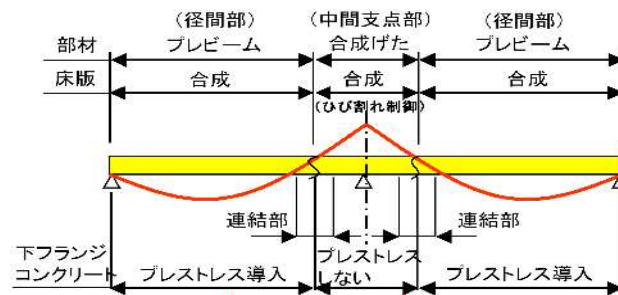 (径間部) (中間支点部) (径間部)
部材 プレビーム 合成げた プレビーム
床版 合成 合成 合成
(ひび割れ制御)
連結部 連結部
下フランジ
コンクリート
プレストレス導入 プレストレス
しない プレストレス導入